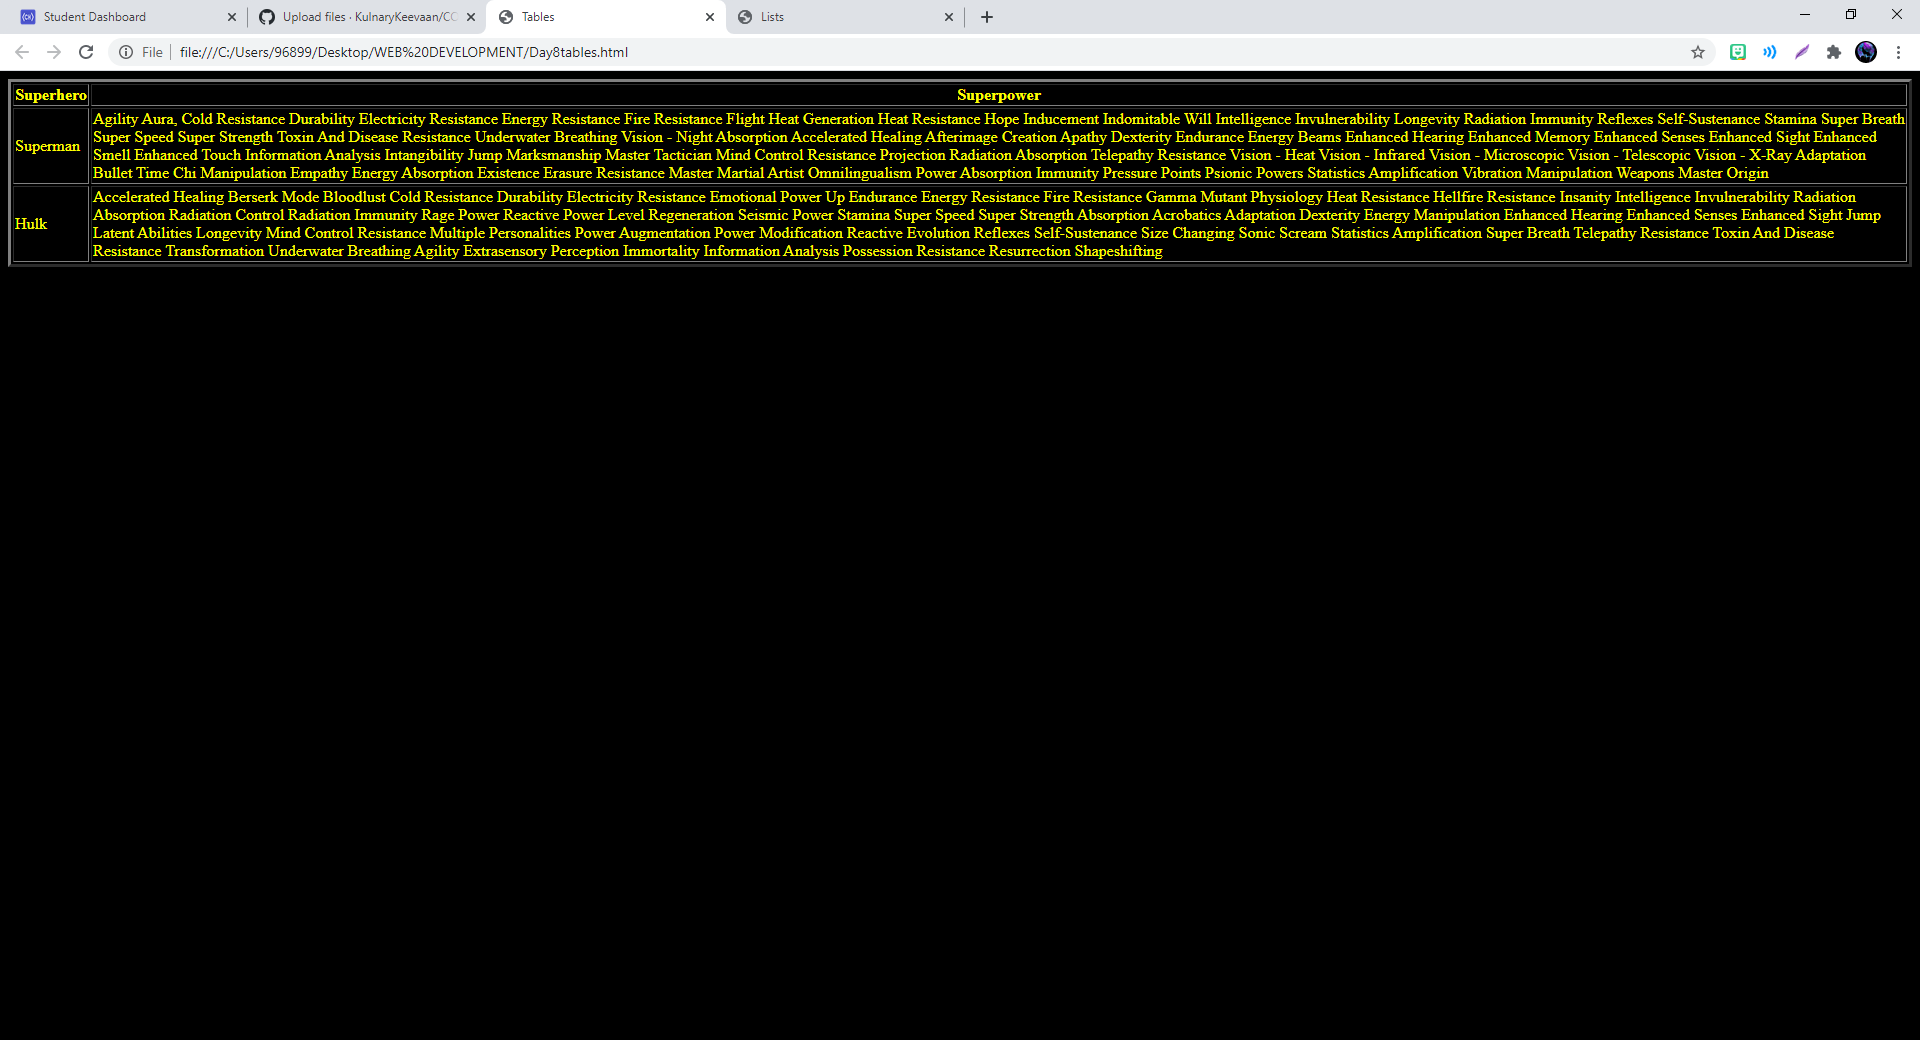 Student Dashboard
Upload files · KulnaryKeevaan/CC
Tables
Lists
File
file:///C:/Users/96899/Desktop/WEB%20DEVELOPMENT/Day8tables.html
Superhero
Superpower
Superman
Agility Aura, Cold Resistance Durability Electricity Resistance Energy Resistance Fire Resistance Flight Heat Generation Heat Resistance Hope Inducement Indomitable Will Intelligence Invulnerability Longevity Radiation Immunity Reflexes Self-Sustenance Stamina Super Breath
Super Speed Super Strength Toxin And Disease Resistance Underwater Breathing Vision - Night Absorption Accelerated Healing Afterimage Creation Apathy Dexterity Endurance Energy Beams Enhanced Hearing Enhanced Memory Enhanced Senses Enhanced Sight Enhanced
Smell Enhanced Touch Information Analysis Intangibility Jump Marksmanship Master Tactician Mind Control Resistance Projection Radiation Absorption Telepathy Resistance Vision - Heat Vision - Infrared Vision - Microscopic Vision - Telescopic Vision - X-Ray Adaptation
Bullet Time Chi Manipulation Empathy Energy Absorption Existence Erasure Resistance Master Martial Artist Omnilingualism Power Absorption Immunity Pressure Points Psionic Powers Statistics Amplification Vibration Manipulation Weapons Master Origin
Hulk
Accelerated Healing Berserk Mode Bloodlust Cold Resistance Durability Electricity Resistance Emotional Power Up Endurance Energy Resistance Fire Resistance Gamma Mutant Physiology Heat Resistance Hellfire Resistance Insanity Intelligence Invulnerability Radiation
Absorption Radiation Control Radiation Immunity Rage Power Reactive Power Level Regeneration Seismic Power Stamina Super Speed Super Strength Absorption Acrobatics Adaptation Dexterity Energy Manipulation Enhanced Hearing Enhanced Senses Enhanced Sight Jump
Latent Abilities Longevity Mind Control Resistance Multiple Personalities Power Augmentation Power Modification Reactive Evolution Reflexes Self-Sustenance Size Changing Sonic Scream Statistics Amplification Super Breath Telepathy Resistance Toxin And Disease
Resistance Transformation Underwater Breathing Agility Extrasensory Perception Immortality Information Analysis Possession Resistance Resurrection Shapeshifting